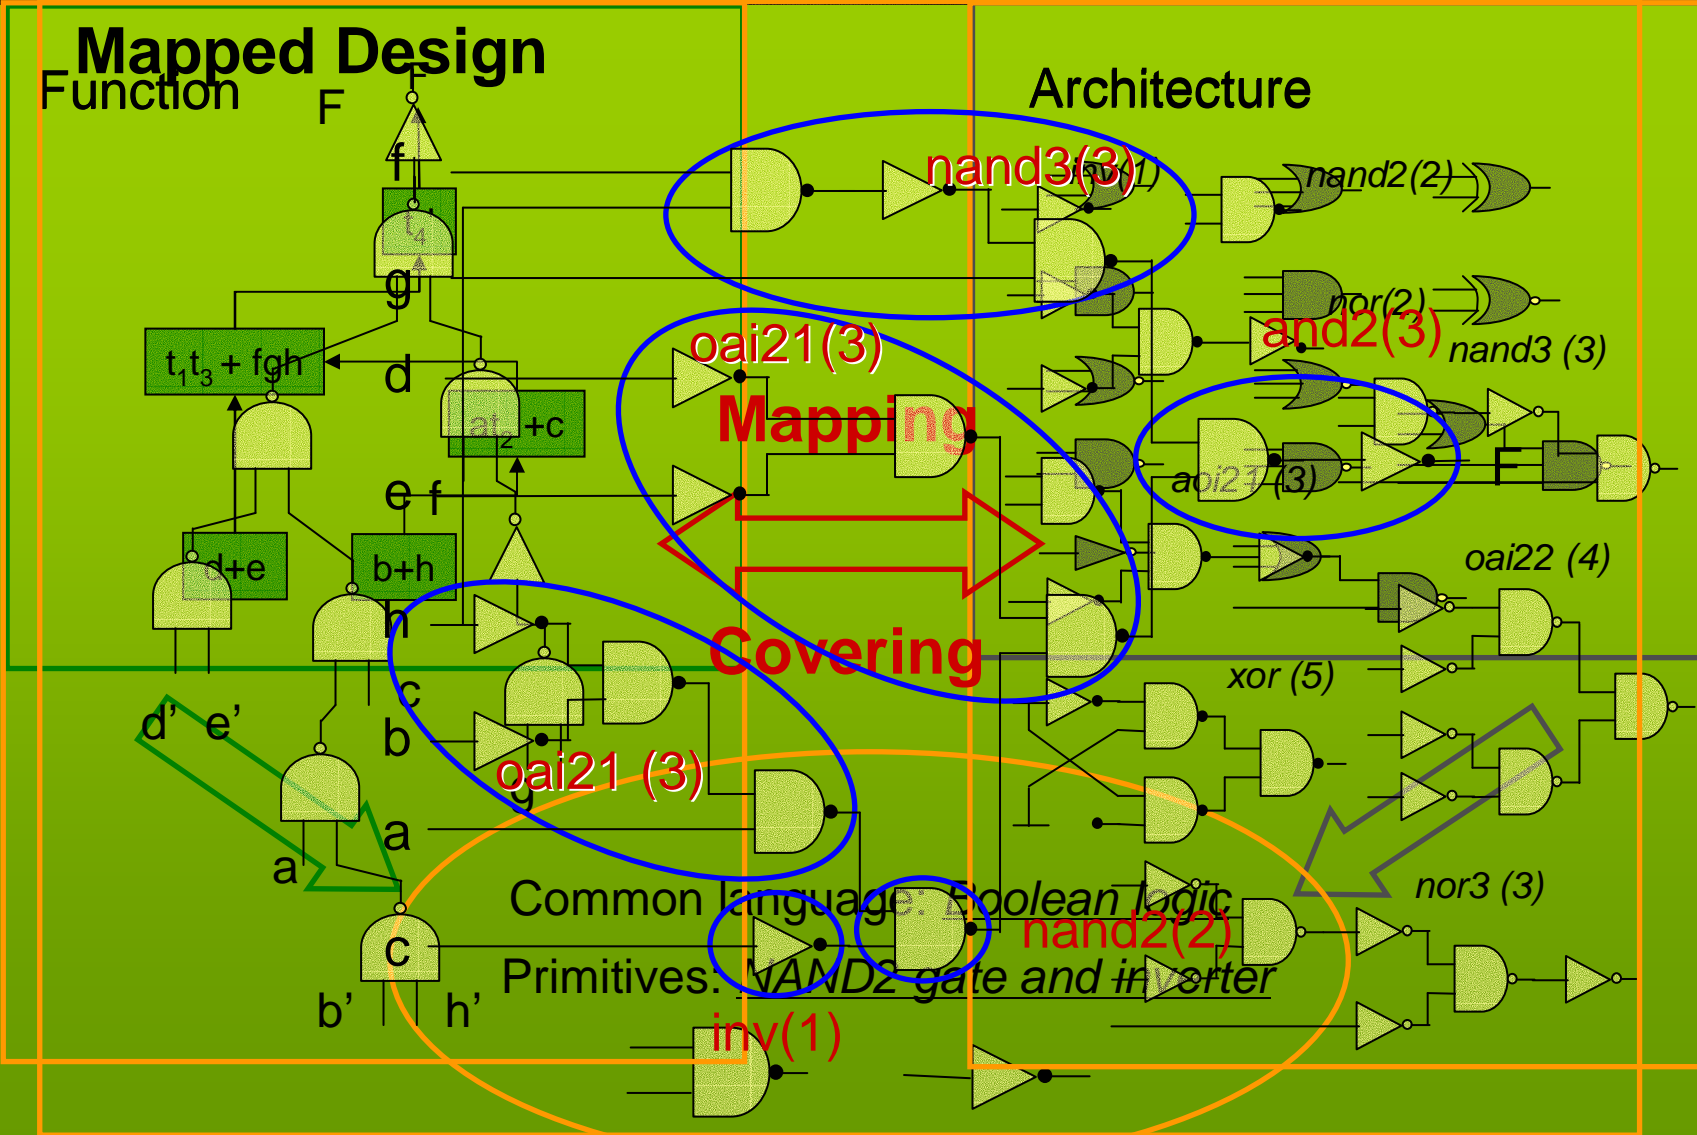 Mapped Design
Function
F
F
Architecture
f
nand3(3)
inv(1)
nand2(2)
t4
g
nor(2)
and2(3)
nand3 (3)
oai21(3)
t1t3 + fgh
d
Mapping
at2 +c
e
f
F
aoi21 (3)
d+e
b+h
oai22 (4)
h
Covering
xor (5)
c
d’ e’
b
oai21 (3)
g
a
a
nor3 (3)
Common language: Boolean logic
nand2(2)
c
Primitives: NAND2 gate and inverter
b’ h’
inv(1)